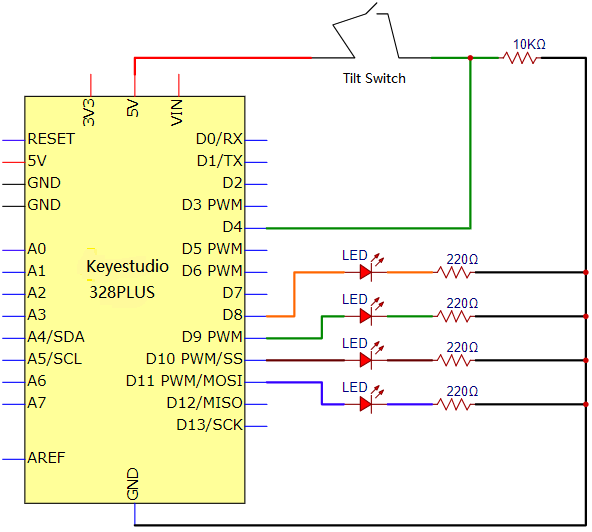 10KΩ
Tilt Switch
3V3
5V
VIN
RESET
5V
GND
GND
A0
A1
A2
A3
A4/SDA
A5/SCL
A6
A7
AREF
Keyestudio
328PLUS
D0/RX
D1/TX
D2
D3 PWM
D4
D5 PWM
D6 PWM
D7
D8
D9 PWM
D10 PWM/SS
D11 PWM/MOSI
D12/MISO
D13/SCK
GND
LED
220Ω
LED
220Ω
LED
220Ω
LED
220Ω